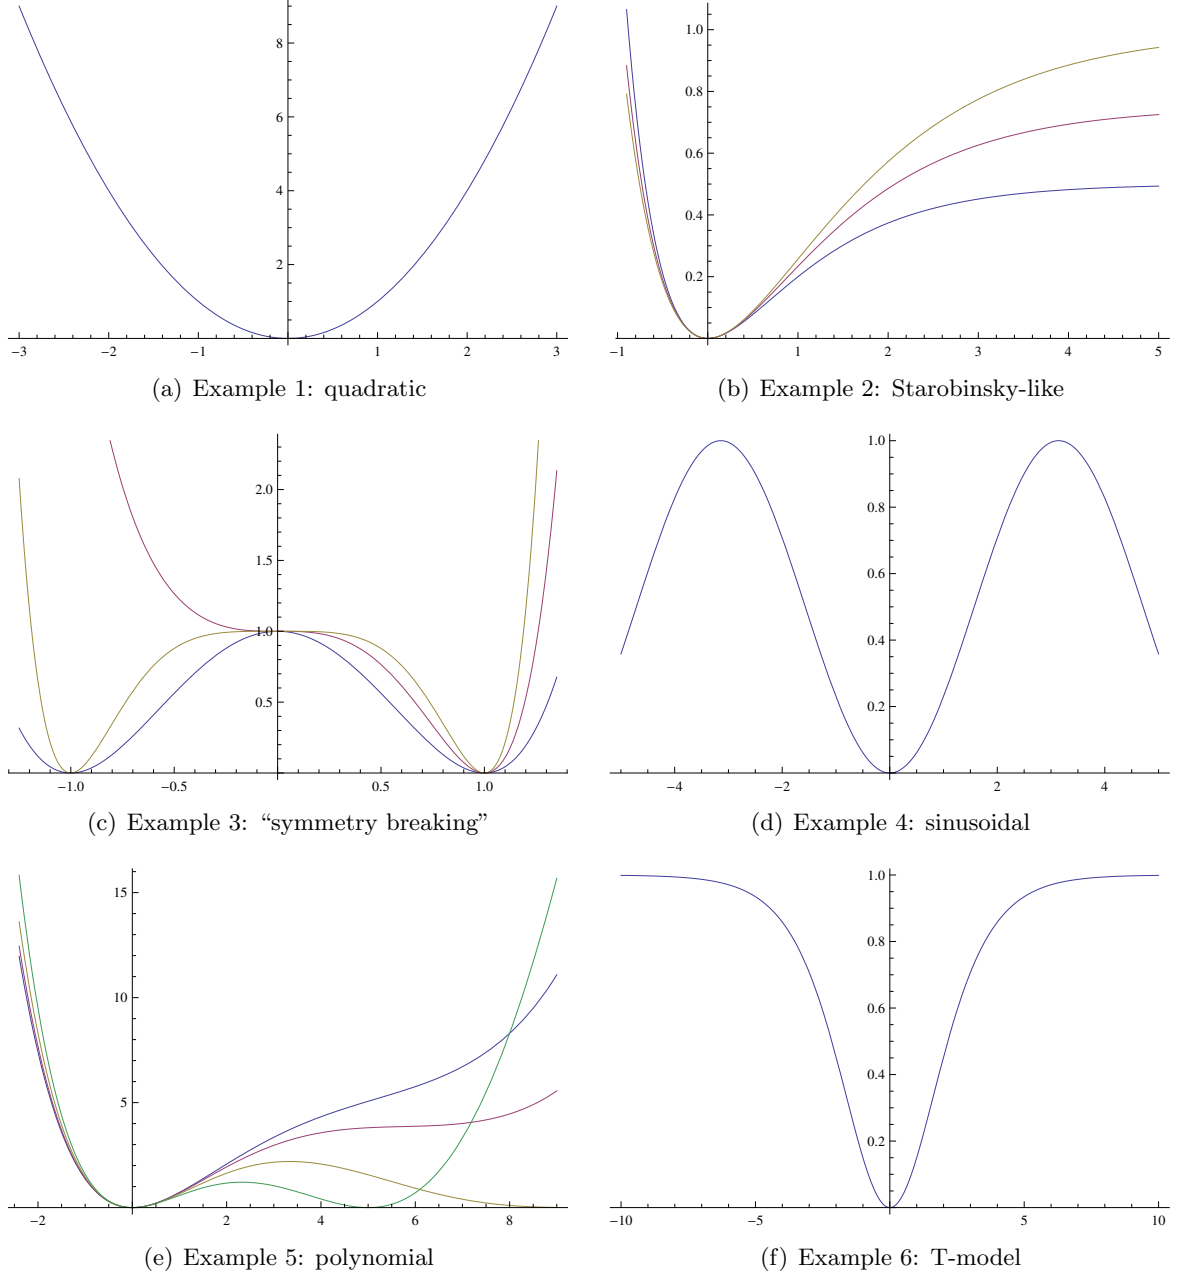 8
6
4
2
−3 −2 −1 1 2 3
(a) Example 1: quadratic
1.0
0.8
0.6
0.4
0.2
−1 1 2 3 4 5
(b) Example 2: Starobinsky-like
2.0
1.5
1.0
0.5
−1.0 −0.5 0.5 1.0
(c) Example 3: “symmetry breaking”
1.0
0.8
0.6
0.4
0.2
−4 −2 2 4
(d) Example 4: sinusoidal
15
10
5
−2 2 4 6 8
(e) Example 5: polynomial
1.0
0.8
0.6
0.4
0.2
−10 −5 5 10
(f) Example 6: T-model